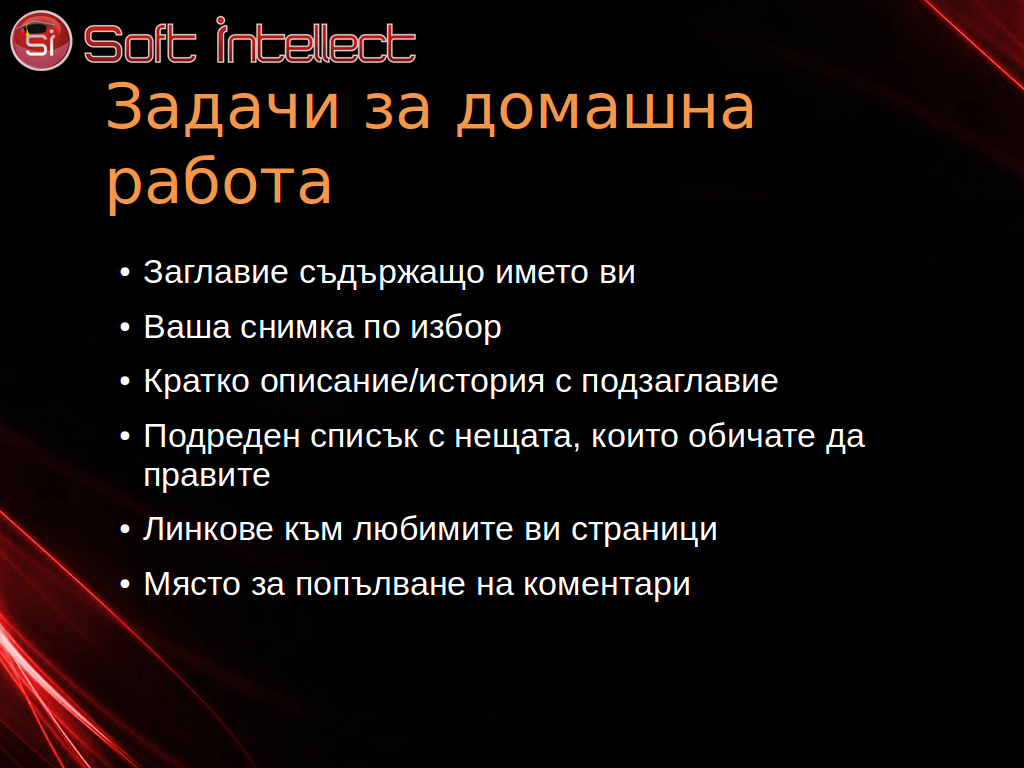 Si Soft Intellect
Задачи за домашна
работа
• Заглавие съдържащо името ви
• Ваша снимка по избор
• Кратко описание/история с подзаглавие
• Подреден списък с нещата, които обичате да
правите
• Линкове към любимите ви страници
• Място за попълване на коментари